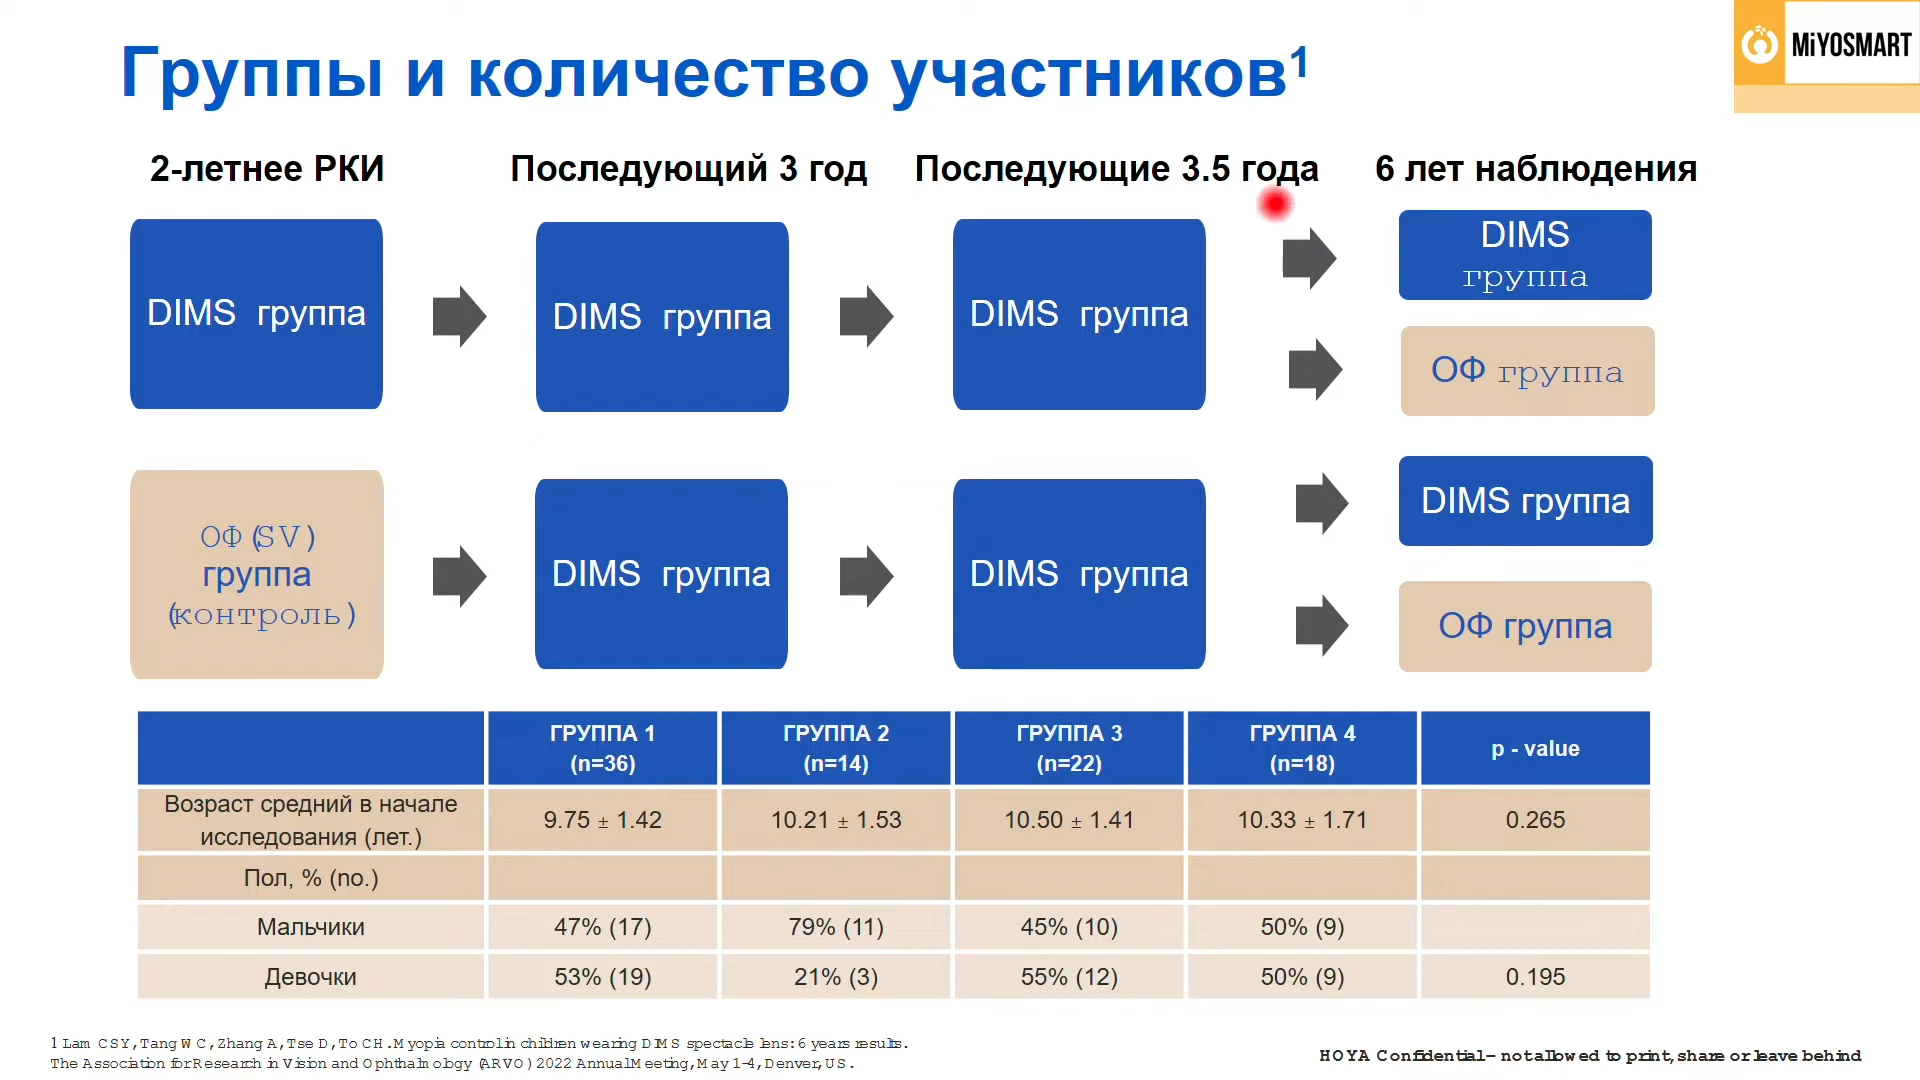 Группы и количество участников¹
MiYOSMART
2-летнее РКИ
Последующий 3 год
Последующие 3.5 года
6 лет наблюдения
DIMS группа
DIMS группа
DIMS группа
DIMS
группа
ОФ группа
ОФ (SV)
группа
(контроль)
DIMS группа
DIMS группа
DIMS группа
ОФ группа
ГРУППА 1
(n=36)
ГРУППА 2
(n=14)
ГРУППА 3
(n=22)
ГРУППА 4
(n=18)
p - value
Возраст средний в начале
исследования (лет.)
9.75 ± 1.42
10.21 ± 1.53
10.50 ± 1.41
10.33 ± 1.71
0.265
Пол, % (no.)
Мальчики
47% (17)
79% (11)
45% (10)
50% (9)
Девочки
53% (19)
21% (3)
55% (12)
50% (9)
0.195
1 Lam CSY, Tang WC, Zhang A, Tse D, To CH. Myopia control in children wearing DIMS spectacle lens: 6 years results.
The Association for Research in Vision and Ophthalmology (ARVO) 2022 Annual Meeting, May 1-4, Denver, US.
HOYA Confidential – not allowed to print, share or leave behind